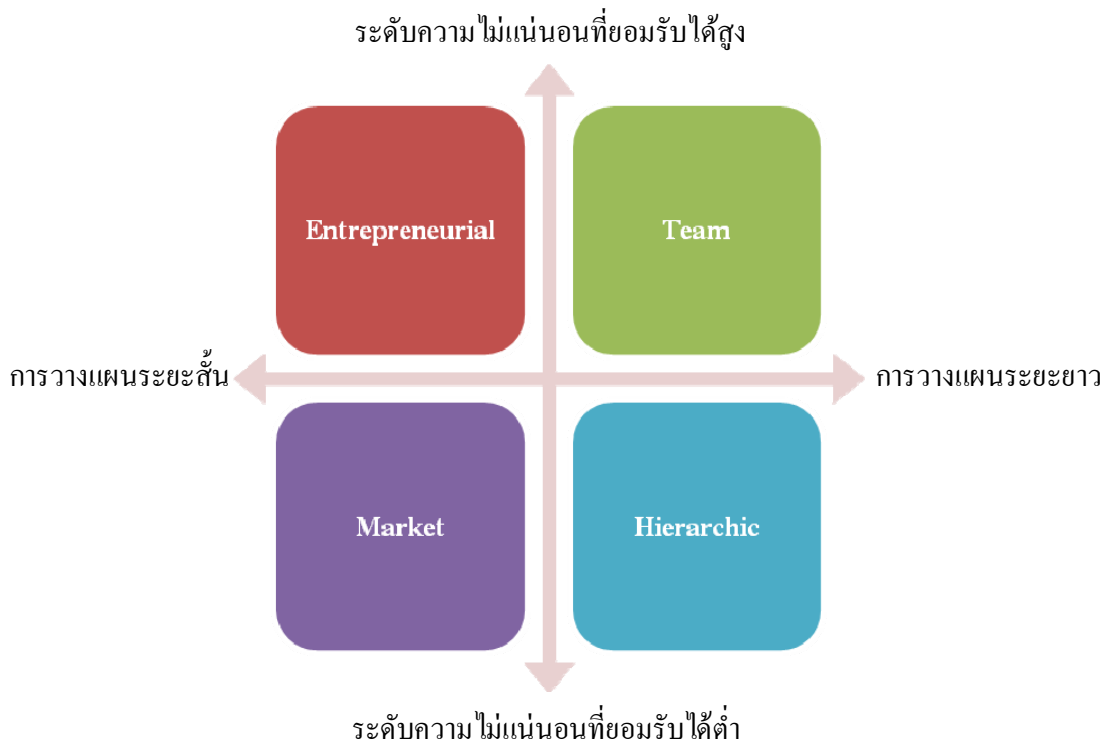 ระดับความไม่แน่นอนที่ยอมรับได้สูง
Entrepreneurial
Team
การวางแผนระยะสั้น
การวางแผนระยะยาว
Market
Hierarchic
ระดับความไม่แน่นอนที่ยอมรับได้ต่ำ